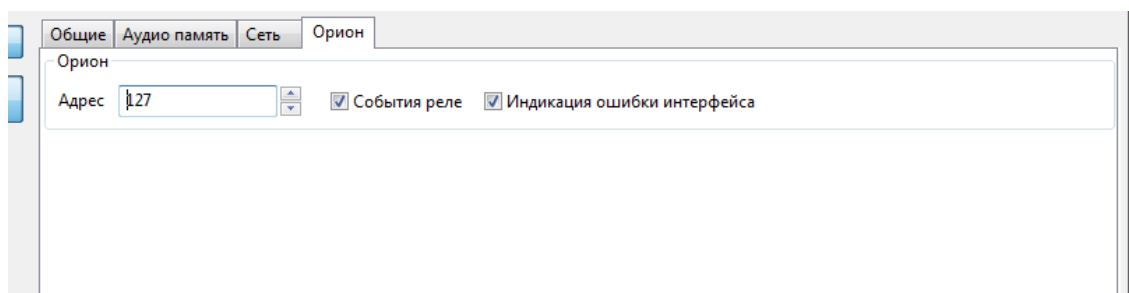 Общие Аудио память Сеть Орион
Орион
Адрес 127 События реле Индикация ошибки интерфейса